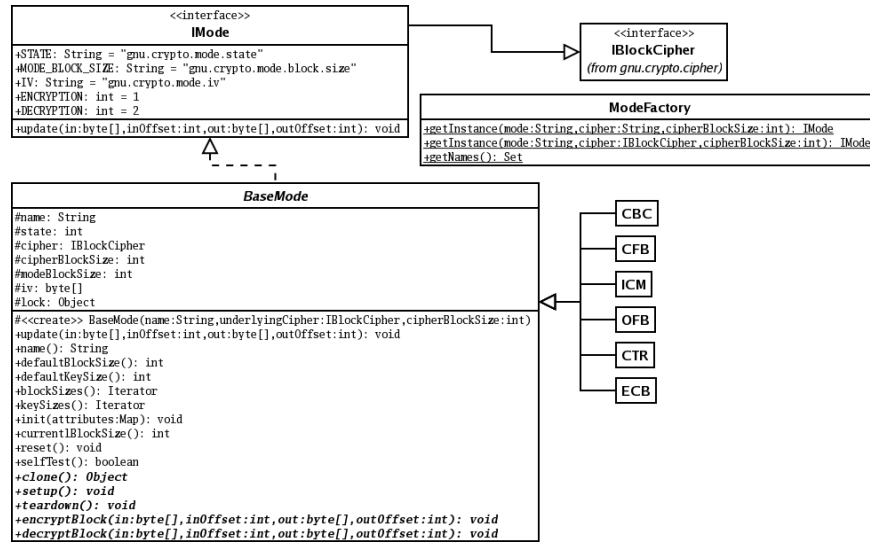 <<interface>>
IMode
+STATE: String = "gnu.crypto.mode.state"
+MODE_BLOCK_SIZE: String = "gnu.crypto.mode.block.size"
+IV: String = "gnu.crypto.mode.iv"
+ENCRYPTION: int = 1
+DECRYPTION: int = 2
+update(in:byte[],inOffset:int,out:byte[],outOffset:int): void
<<interface>>
IBlockCipher
(from gnu.crypto.cipher)
ModeFactory
+getInstance(mode:String,cipher:String,cipherBlockSize:int): IMode
+getInstance(mode:String,cipher:IBlockCipher,cipherBlockSize:int): IMode
+getNames(): Set
BaseMode
#name: String
#state: int
#cipher: IBlockCipher
#cipherBlockSize: int
#modeBlockSize: int
#iv: byte[]
#lock: Object
#<<create>> BaseMode(name:String,underlyingCipher:IBlockCipher,cipherBlockSize:int)
+update(in:byte[],inOffset:int,out:byte[],outOffset:int): void
+name(): String
+defaultBlockSize(): int
+defaultKeySize(): int
+blockSizes(): Iterator
+keySizes(): Iterator
+init(attributes:Map): void
+currentlBlockSize(): int
+reset(): void
+selfTest(): boolean
+clone(): Object
+setup(): void
+teardown(): void
+encryptBlock(in:byte[],inOffset:int,out:byte[],outOffset:int): void
+decryptBlock(in:byte[],inOffset:int,out:byte[],outOffset:int): void
CBC
CFB
ICM
OFB
CTR
ECB